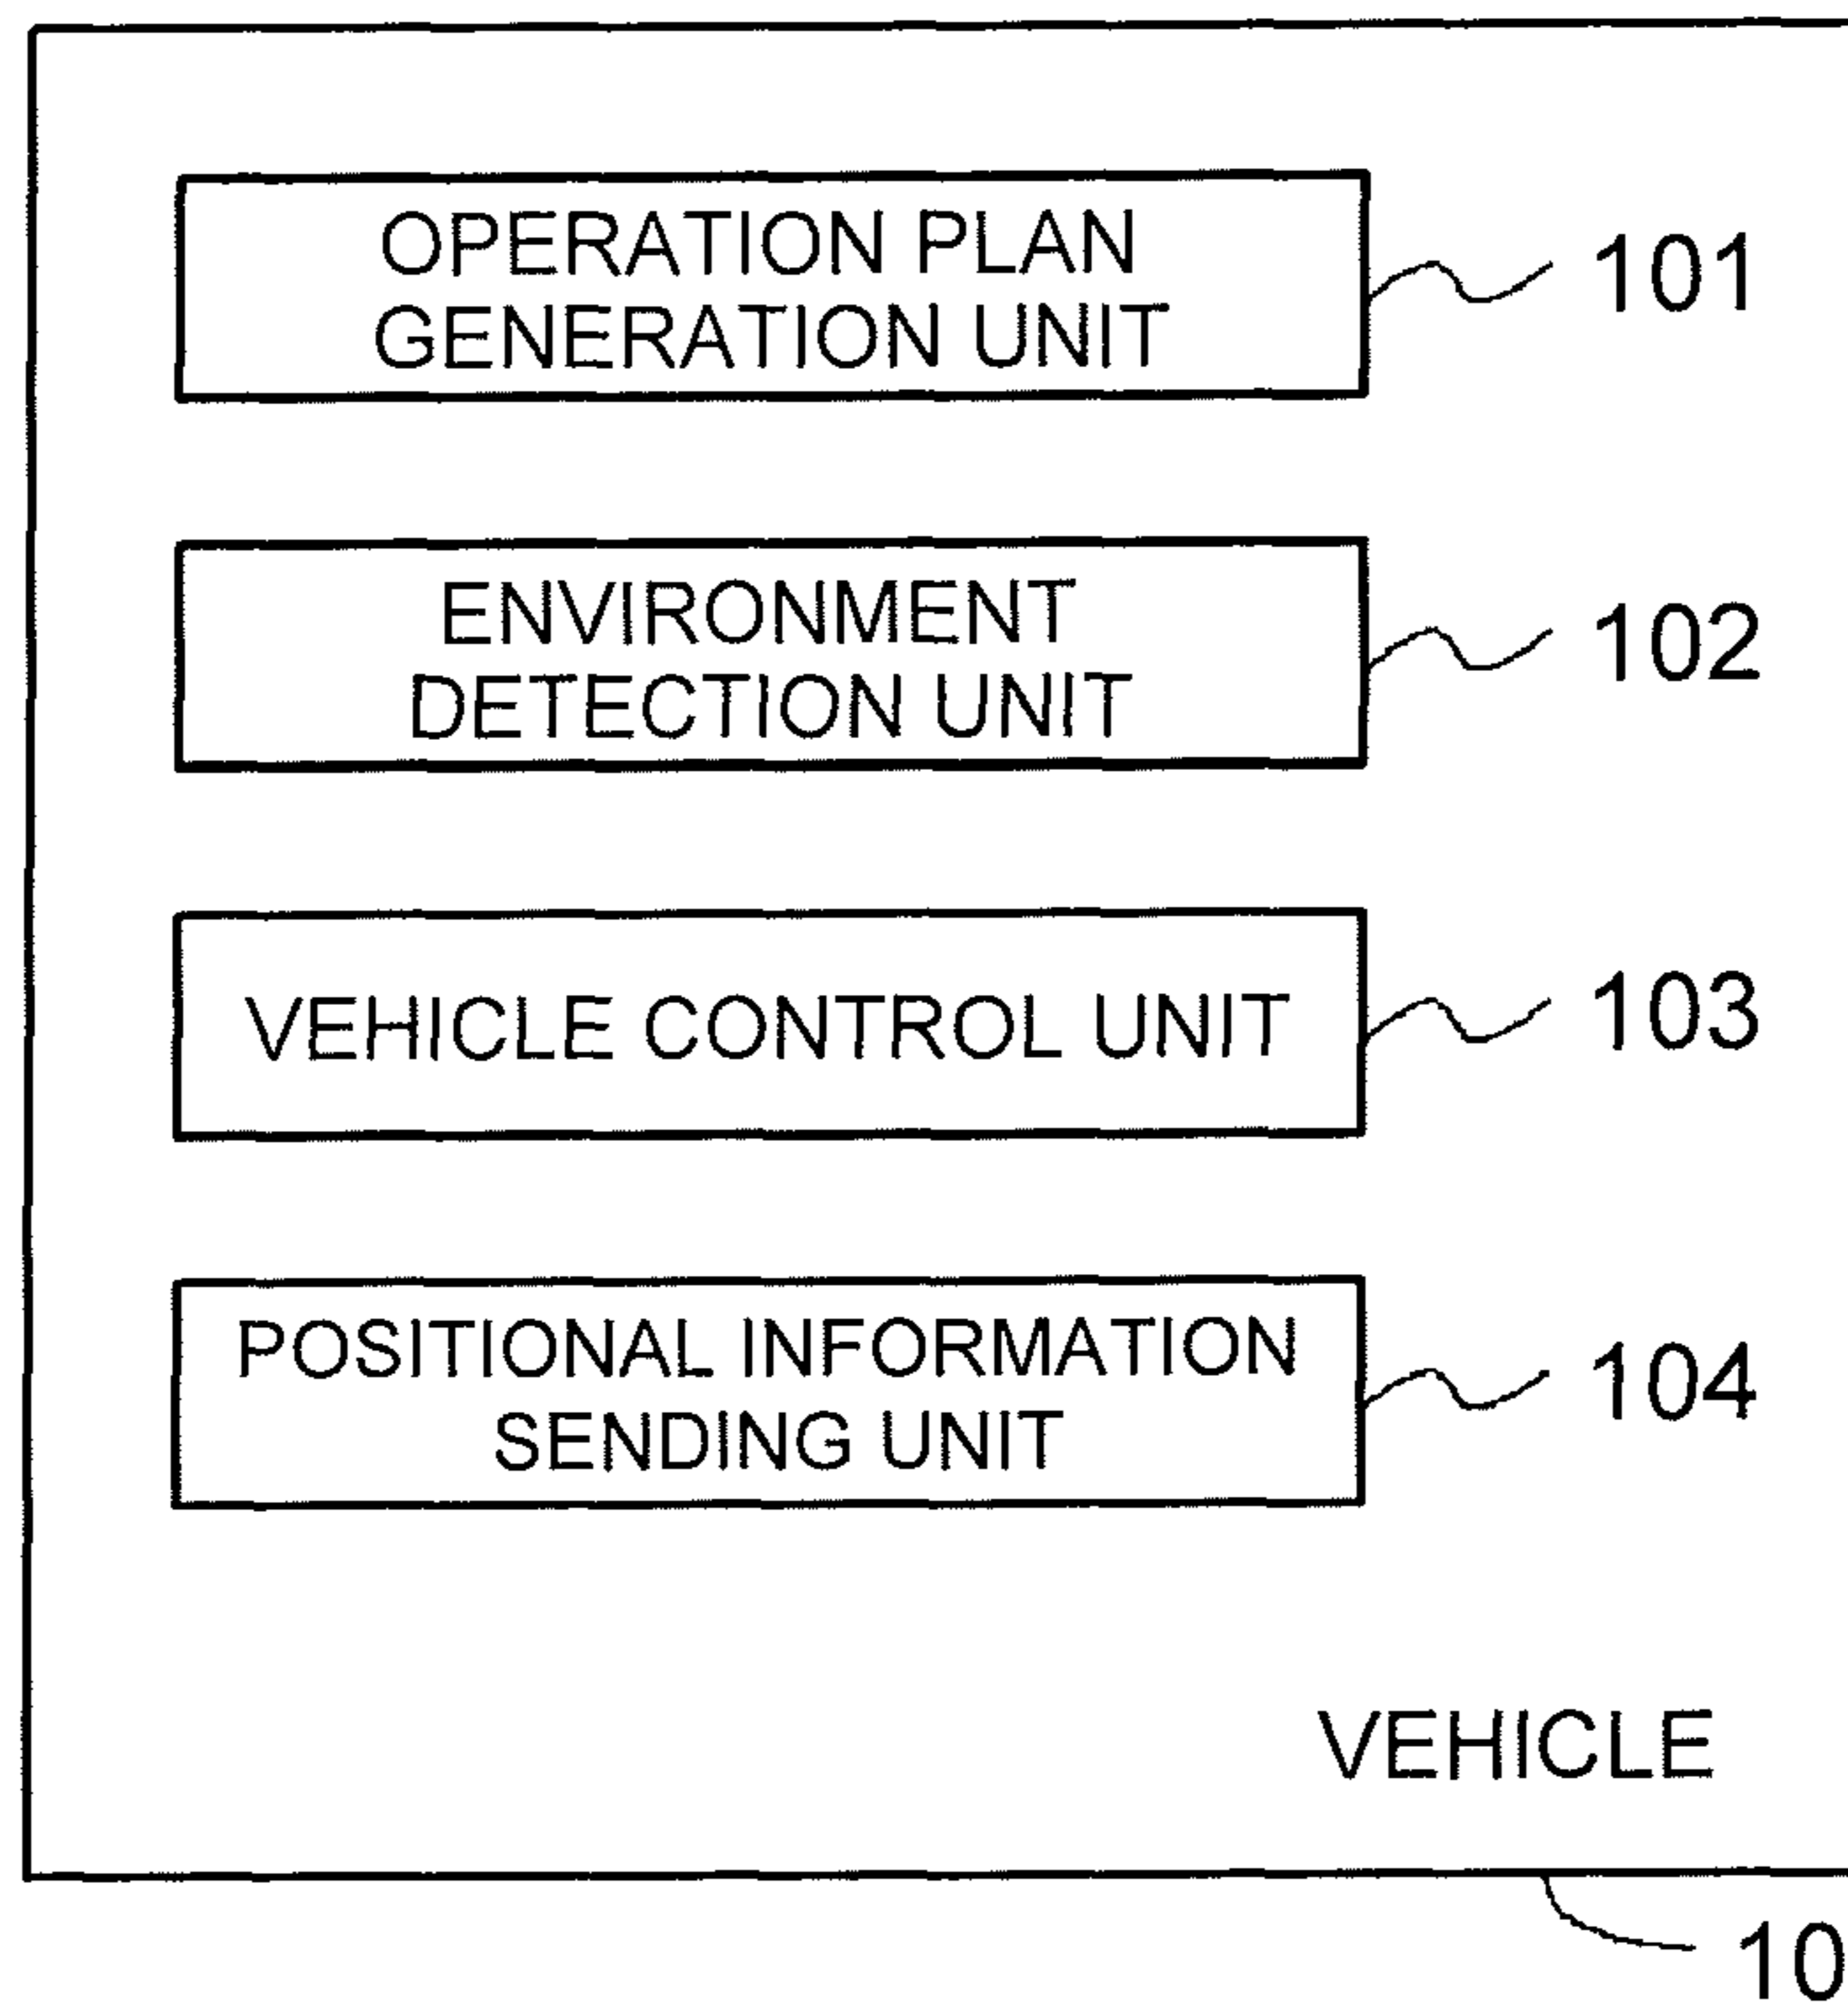 OPERATION PLAN
GENERATION UNIT
101
ENVIRONMENT
DETECTION UNIT
102
VEHICLE CONTROL UNIT
103
POSITIONAL INFORMATION
SENDING UNIT
104
VEHICLE
10